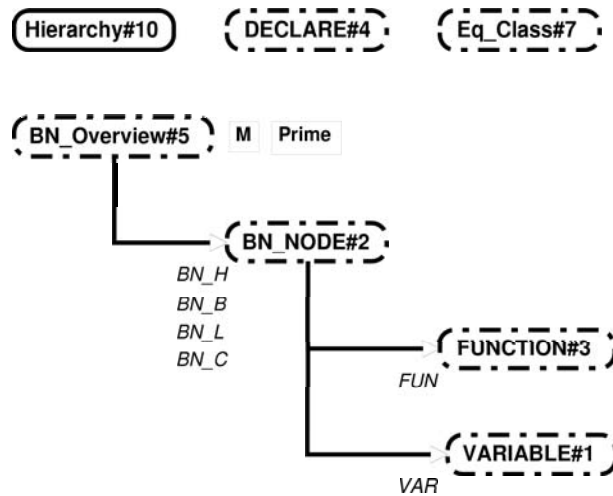 Hierarchy#10 DECLARE#4 Eq_Class#7
BN_Overview#5 M Prime
BN_NODE#2
BN_H
BN_B
BN_L
BN_C
FUNCTION#3
FUN
VARIABLE#1
VAR